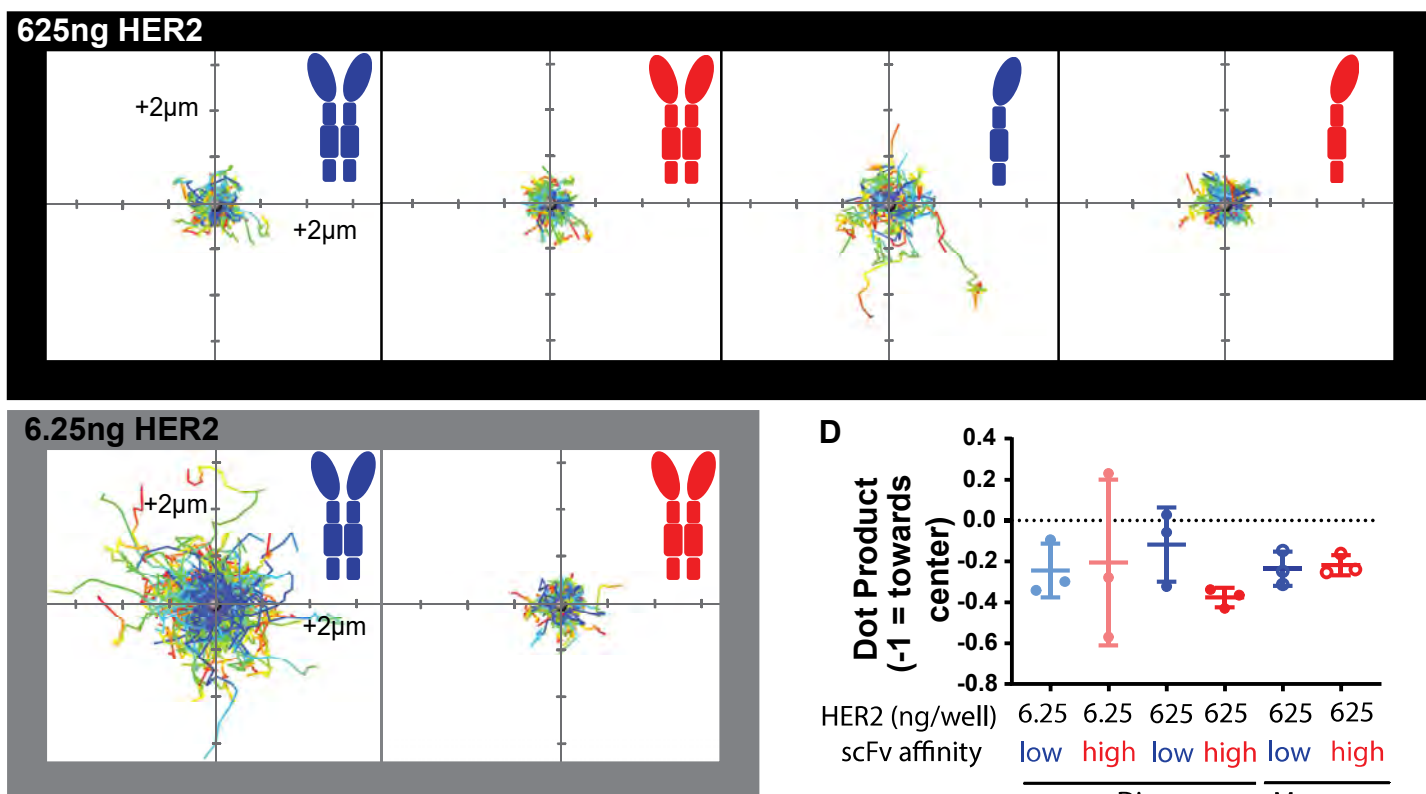 625ng HER2
+2µm
+2µm
6.25ng HER2
+2µm
+2µm
D
0.4
0.2
0.0
-0.2
-0.4
-0.6
-0.8
Dot Product
(-1 = towards
center)
HER2 (ng/well) 6.25 6.25 625 625 625 625
scFv affinity low high low high low high